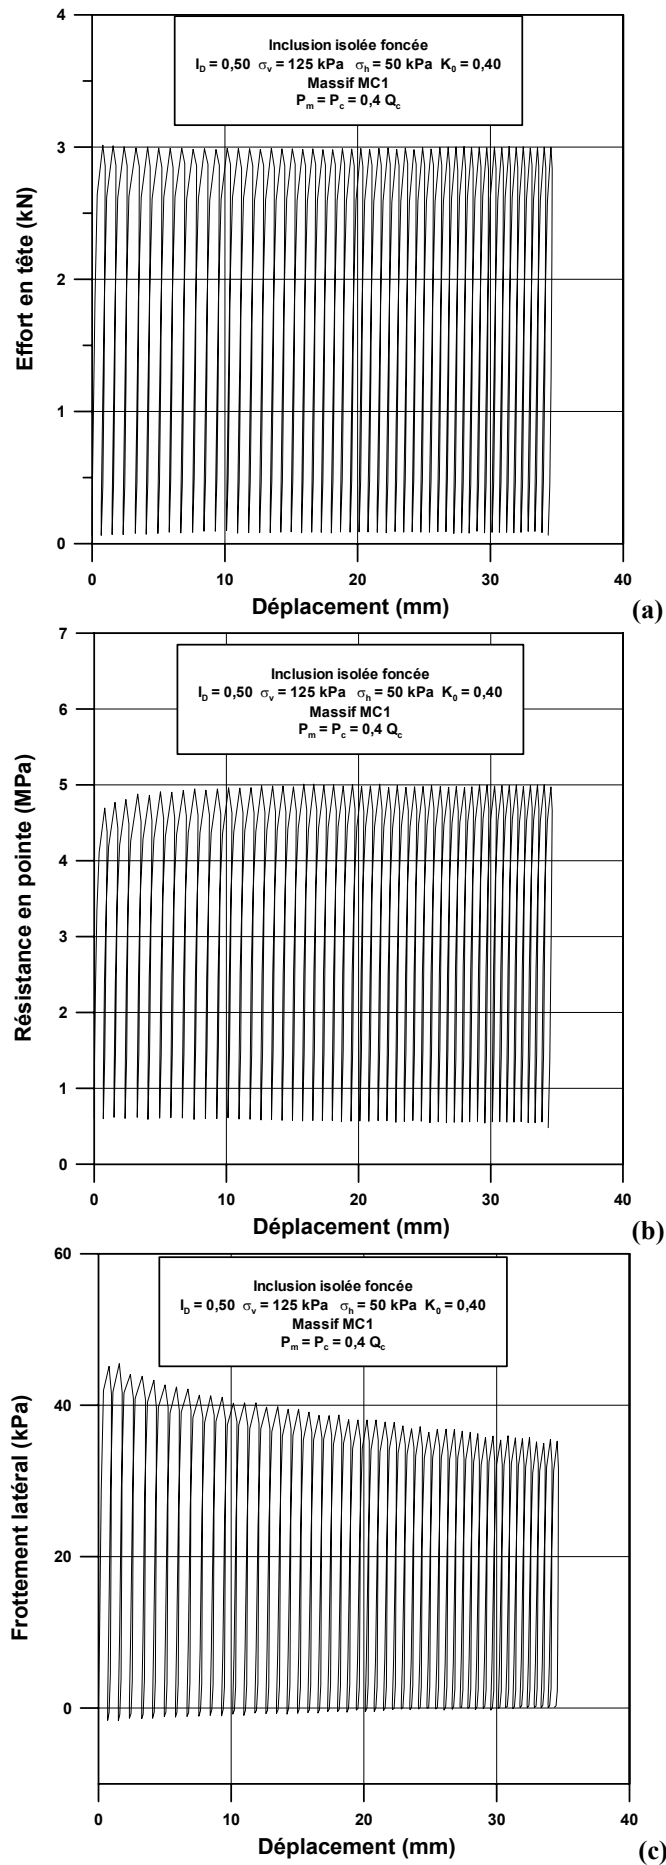 4
Inclusion isolée foncée
I_D = 0,50 σ_v = 125 kPa σ_h = 50 kPa K_0 = 0,40
Massif MC1
P_m = P_c = 0,4 Q_c
3
2
1
0
Effort en tête (kN)
0 10 20 30 40
Déplacement (mm)
(a)
7
Inclusion isolée foncée
I_D = 0,50 σ_v = 125 kPa σ_h = 50 kPa K_0 = 0,40
Massif MC1
P_m = P_c = 0,4 Q_c
6
5
4
3
2
1
0
Résistance en pointe (MPa)
0 10 20 30 40
Déplacement (mm)
(b)
60
Inclusion isolée foncée
I_D = 0,50 σ_v = 125 kPa σ_h = 50 kPa K_0 = 0,40
Massif MC1
P_m = P_c = 0,4 Q_c
40
20
0
Frottement latéral (kPa)
0 10 20 30 40
Déplacement (mm)
(c)